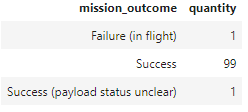 mission_outcome quantity
Failure (in flight) 1
Success 99
Success (payload status unclear) 1